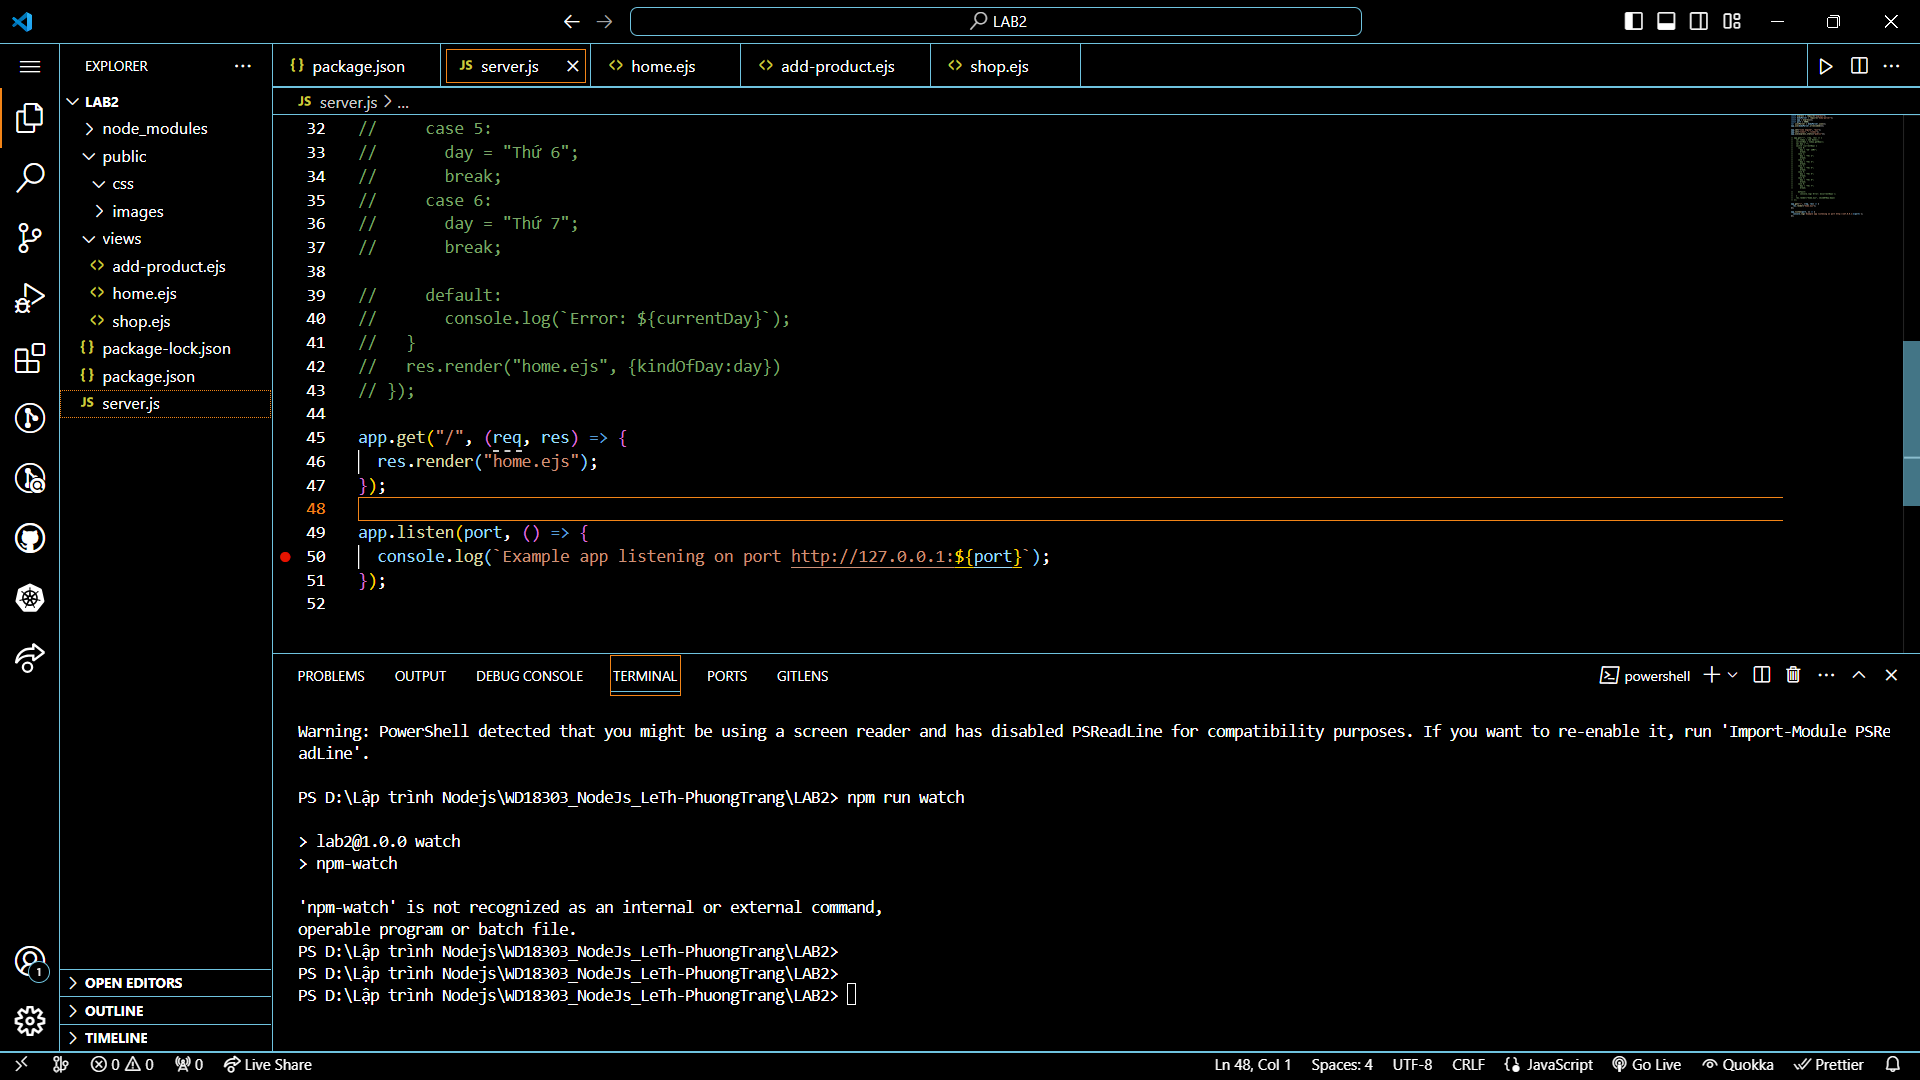 LAB2
EXPLORER
LAB2
node_modules
public
css
images
views
add-product.ejs
home.ejs
shop.ejs
package-lock.json
package.json
JS server.js
OPEN EDITORS
OUTLINE
TIMELINE
package.json
JS server.js
home.ejs
add-product.ejs
shop.ejs
JS server.js > ...
32 //     case 5:
33 //       day = "Thứ 6";
34 //       break;
35 //     case 6:
36 //       day = "Thứ 7";
37 //       break;
38
39 //     default:
40 //       console.log(`Error: ${currentDay}`);
41 //   }
42 //   res.render("home.ejs", {kindOfDay:day})
43 // });
44
45 app.get("/", (req, res) => {
46   res.render("home.ejs");
47 });
48
49 app.listen(port, () => {
50   console.log(`Example app listening on port http://127.0.0.1:${port}`);
51 });
52
PROBLEMS OUTPUT DEBUG CONSOLE TERMINAL PORTS GITLENS
powershell
Warning: PowerShell detected that you might be using a screen reader and has disabled PSReadLine for compatibility purposes. If you want to re-enable it, run 'Import-Module PSRe
adLine'.
PS D:\Lập trình Nodejs\WD18303_NodeJs_LeTh-PhuongTrang\LAB2> npm run watch
> lab2@1.0.0 watch
> npm-watch
'npm-watch' is not recognized as an internal or external command,
operable program or batch file.
PS D:\Lập trình Nodejs\WD18303_NodeJs_LeTh-PhuongTrang\LAB2>
PS D:\Lập trình Nodejs\WD18303_NodeJs_LeTh-PhuongTrang\LAB2>
PS D:\Lập trình Nodejs\WD18303_NodeJs_LeTh-PhuongTrang\LAB2>
1
0 0 0 Live Share
Ln 48, Col 1 Spaces: 4 UTF-8 CRLF JavaScript Go Live Quokka Prettier